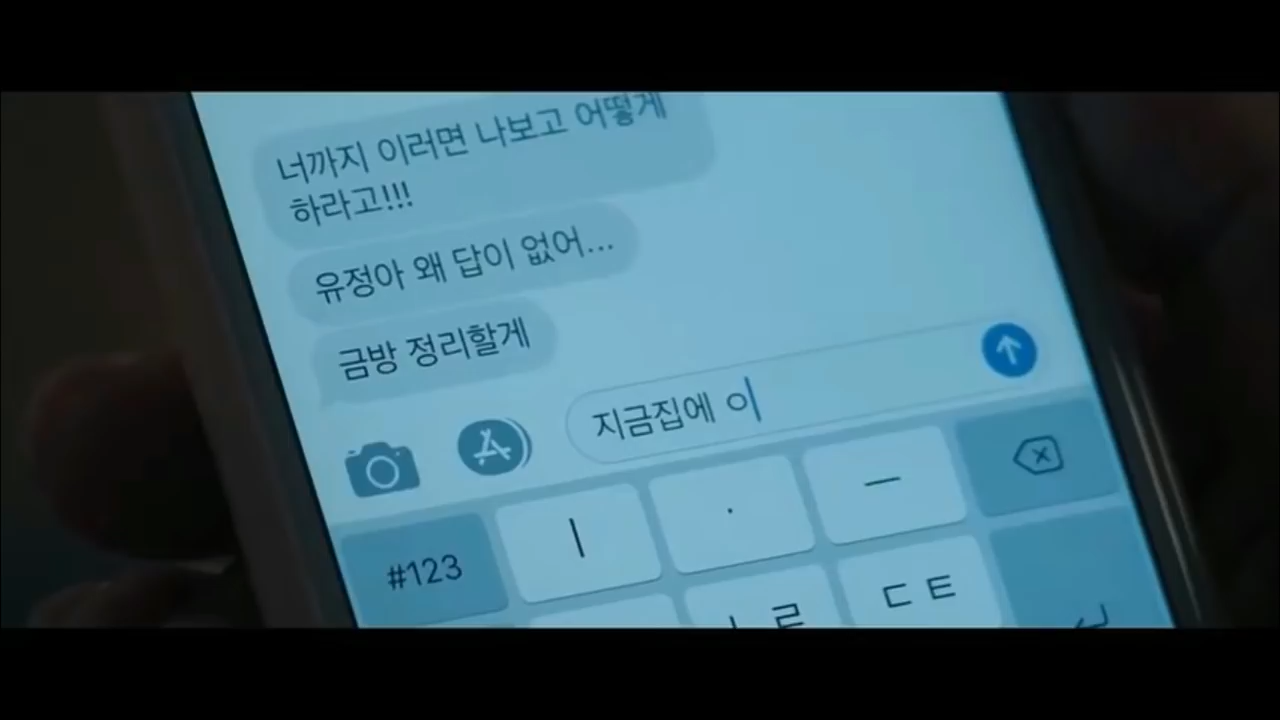 너까지 이러면 나보고 어떻게
하라고!!!
유정아 왜 답이 없어...
금방 정리할게
지금집에 ㅇ
#123
ㅣ
·
ㅡ
ㄷㅌ